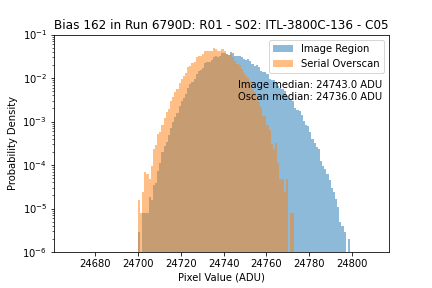 Bias 162 in Run 6790D: R01 - S02: ITL-3800C-136 - C05
Image Region
Serial Overscan
Image median: 24743.0 ADU
Oscan median: 24736.0 ADU
Probability Density
10⁻¹
10⁻²
10⁻³
10⁻⁴
10⁻⁵
10⁻⁶
24680 24700 24720 24740 24760 24780 24800
Pixel Value (ADU)